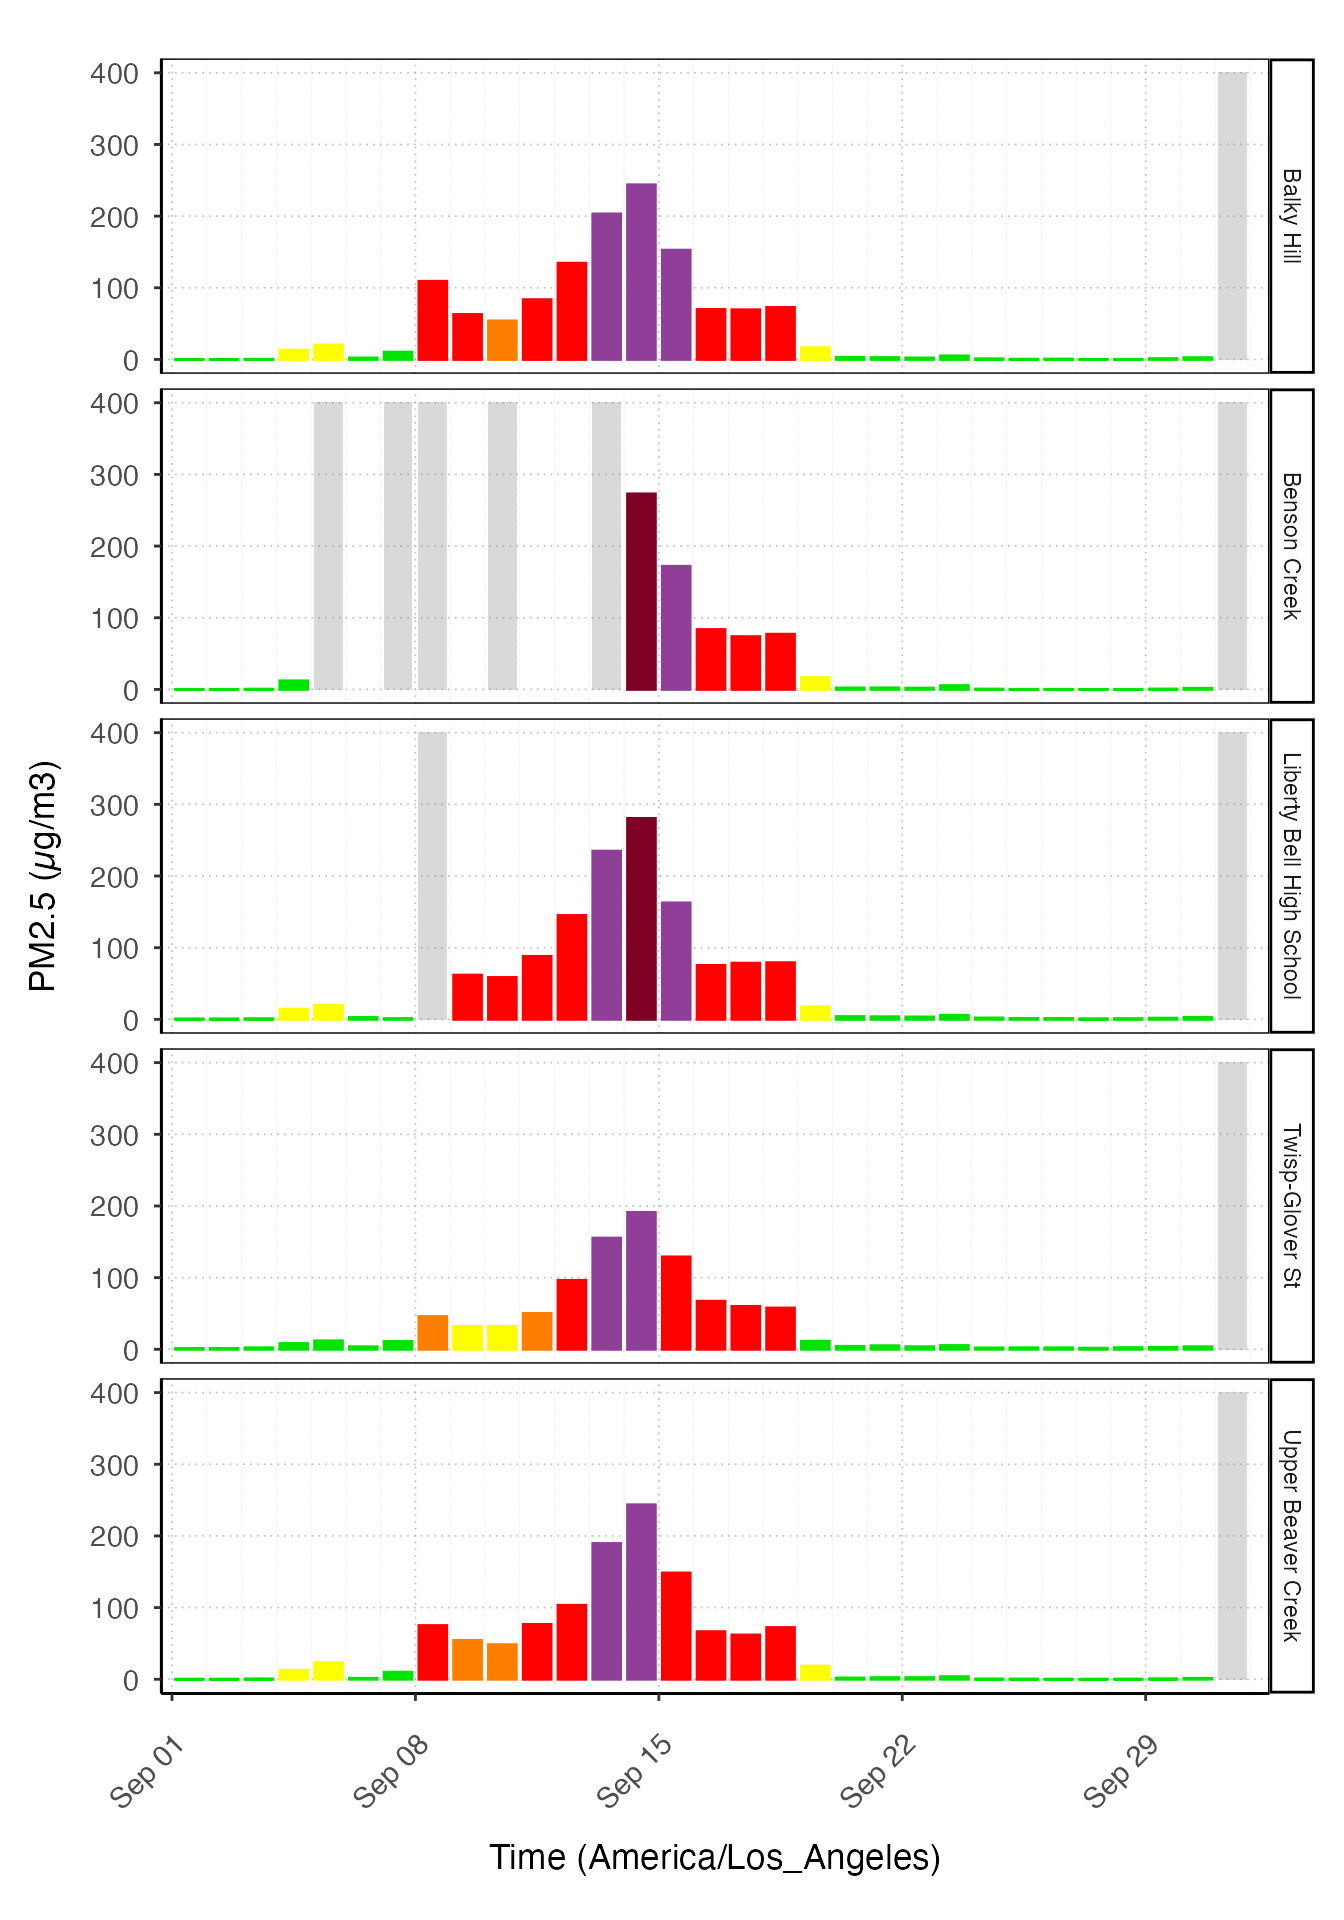 400
300
200
100
0
Balky Hill
400
300
200
100
0
Benson Creek
400
300
200
100
0
Liberty Bell High School
400
300
200
100
0
Twisp-Glover St
400
300
200
100
0
Upper Beaver Creek
PM2.5 (µg/m3)
Sep 01
Sep 08
Sep 15
Sep 22
Sep 29
Time (America/Los_Angeles)